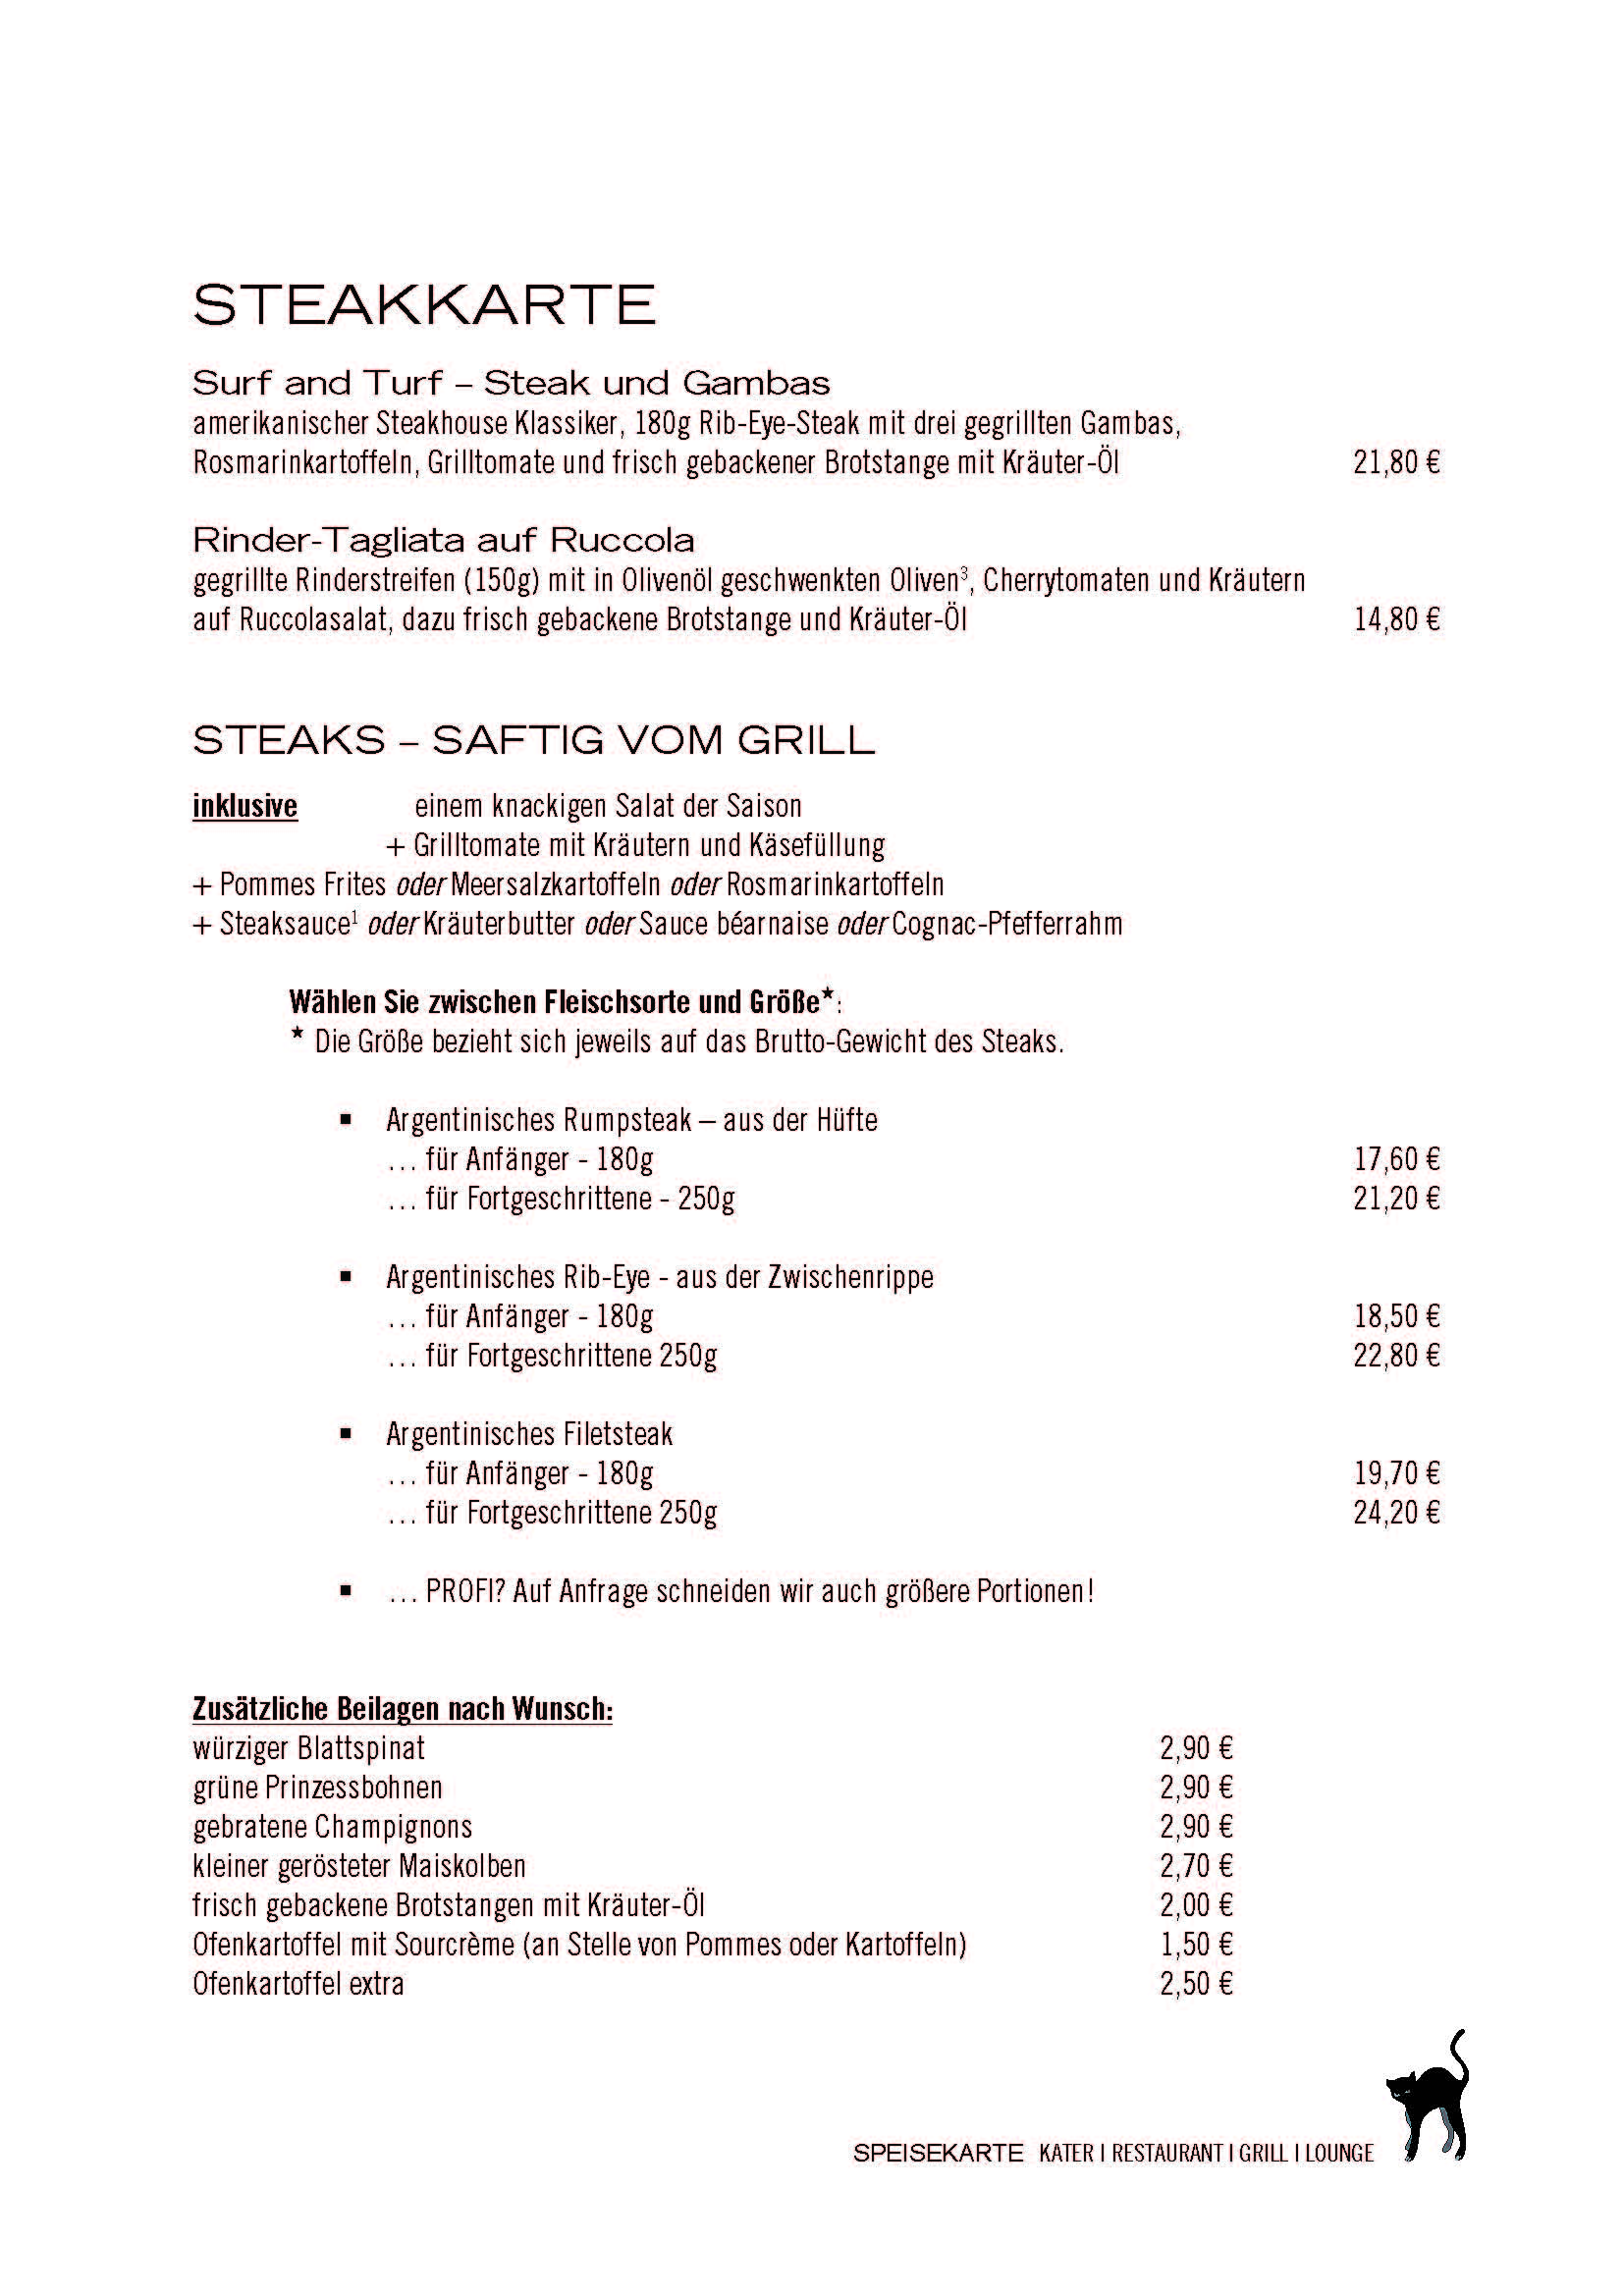 STEAKKARTE
Surf and Turf – Steak und Gambas
amerikanischer Steakhouse Klassiker, 180g Rib-Eye-Steak mit drei gegrillten Gambas,
Rosmarinkartoffeln, Grilltomate und frisch gebackener Brotstange mit Kräuter-Öl 21,80 €
Rinder-Tagliata auf Ruccola
gegrillte Rinderstreifen (150g) mit in Olivenöl geschwenkten Oliven³, Cherrytomaten und Kräutern
auf Ruccolasalat, dazu frisch gebackene Brotstange und Kräuter-Öl 14,80 €
STEAKS – SAFTIG VOM GRILL
inklusive einem knackigen Salat der Saison
+ Grilltomate mit Kräutern und Käsefüllung
+ Pommes Frites oder Meersalzkartoffeln oder Rosmarinkartoffeln
+ Steaksauce¹ oder Kräuterbutter oder Sauce béarnaise oder Cognac-Pfefferrahm
Wählen Sie zwischen Fleischsorte und Größe★:
★ Die Größe bezieht sich jeweils auf das Brutto-Gewicht des Steaks.
▪ Argentinisches Rumpsteak – aus der Hüfte
… für Anfänger - 180g 17,60 €
… für Fortgeschrittene - 250g 21,20 €
▪ Argentinisches Rib-Eye - aus der Zwischenrippe
… für Anfänger - 180g 18,50 €
… für Fortgeschrittene 250g 22,80 €
▪ Argentinisches Filetsteak
… für Anfänger - 180g 19,70 €
… für Fortgeschrittene 250g 24,20 €
▪ … PROFI? Auf Anfrage schneiden wir auch größere Portionen!
Zusätzliche Beilagen nach Wunsch:
würziger Blattspinat 2,90 €
grüne Prinzessbohnen 2,90 €
gebratene Champignons 2,90 €
kleiner gerösteter Maiskolben 2,70 €
frisch gebackene Brotstangen mit Kräuter-Öl 2,00 €
Ofenkartoffel mit Sourcrème (an Stelle von Pommes oder Kartoffeln) 1,50 €
Ofenkartoffel extra 2,50 €
SPEISEKARTE KATER I RESTAURANT I GRILL I LOUNGE